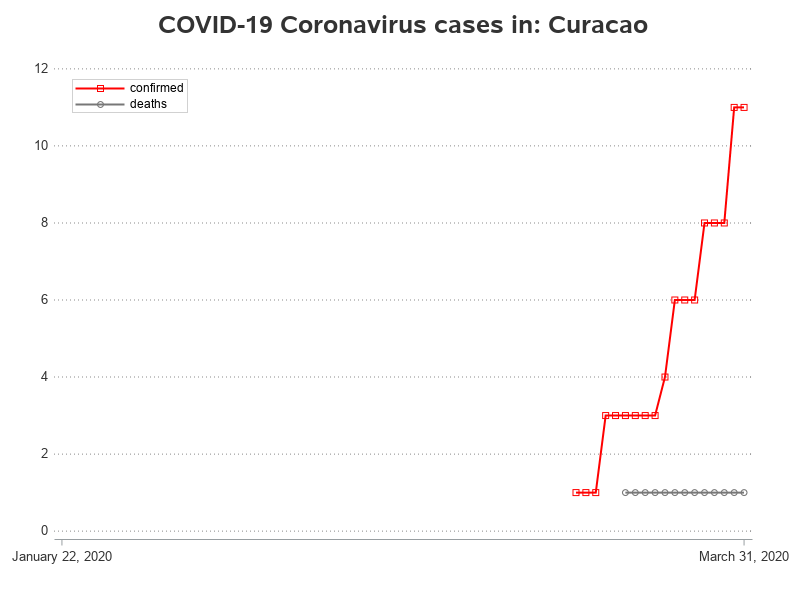 COVID-19 Coronavirus cases in: Curacao
12
confirmed
deaths
10
8
6
4
2
0
January 22, 2020
March 31, 2020